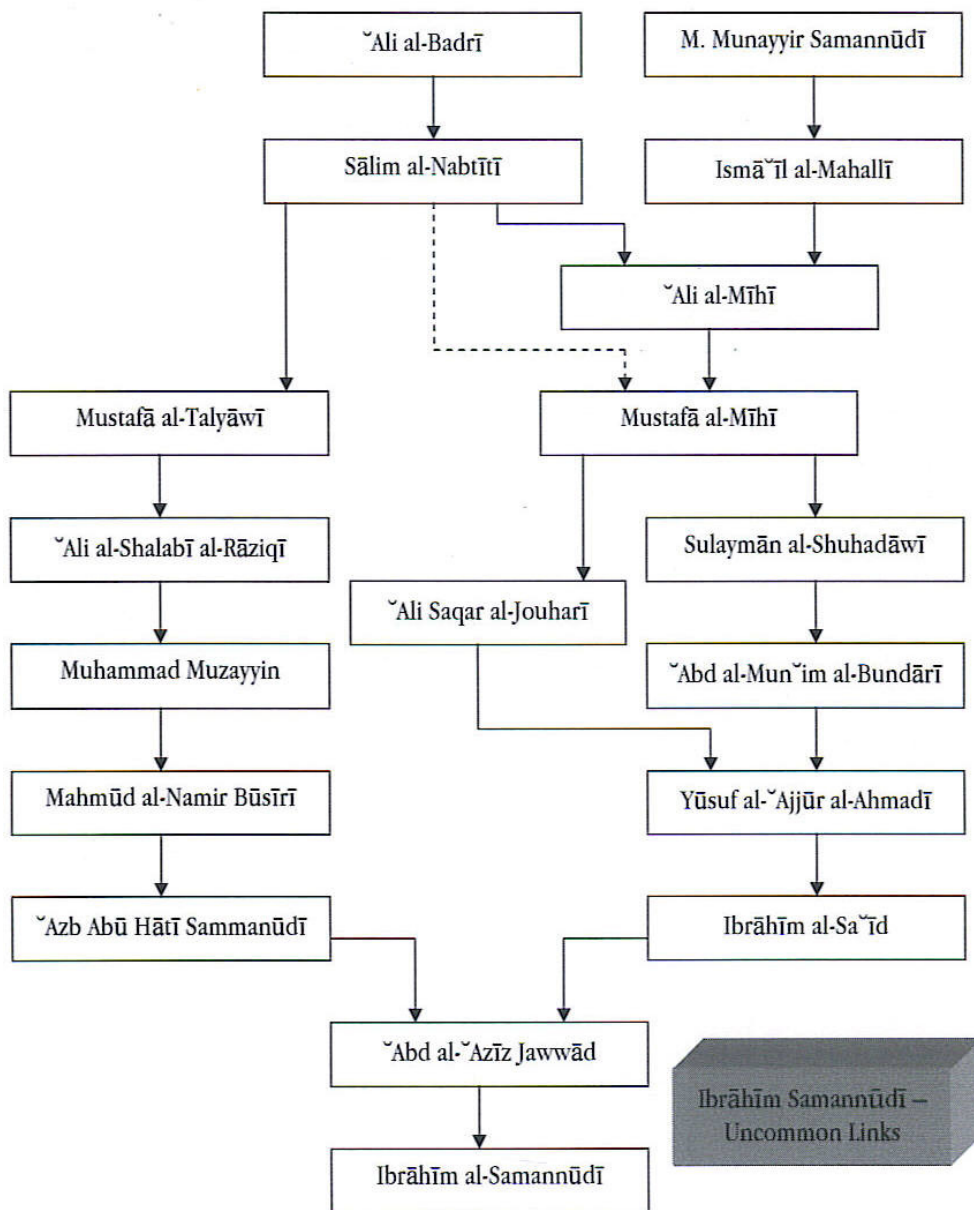 ˘Ali al-Badrī
M. Munayyir Samannūdī
Sālim al-Nabtītī
Ismā˘īl al-Mahallī
˘Ali al-Mīhī
Mustafā al-Talyāwī
Mustafā al-Mīhī
˘Ali al-Shalabī al-Rāziqī
Sulaymān al-Shuhadāwī
˘Ali Saqar al-Jouharī
Muhammad Muzayyin
˘Abd al-Mun˘im al-Bundārī
Mahmūd al-Namir Būsīrī
Yūsuf al-˘Ajjūr al-Ahmadī
˘Azb Abū Hātī Sammanūdī
Ibrāhīm al-Sa˘īd
˘Abd al-˘Azīz Jawwād
Ibrāhīm Samannūdī –
Uncommon Links
Ibrāhīm al-Samannūdī